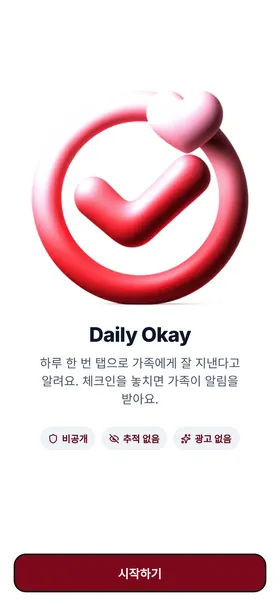 Daily Okay
하루 한 번 탭으로 가족에게 잘 지낸다고
알려요. 체크인을 놓치면 가족이 알림을
받아요.
비공개 추적 없음 광고 없음
시작하기